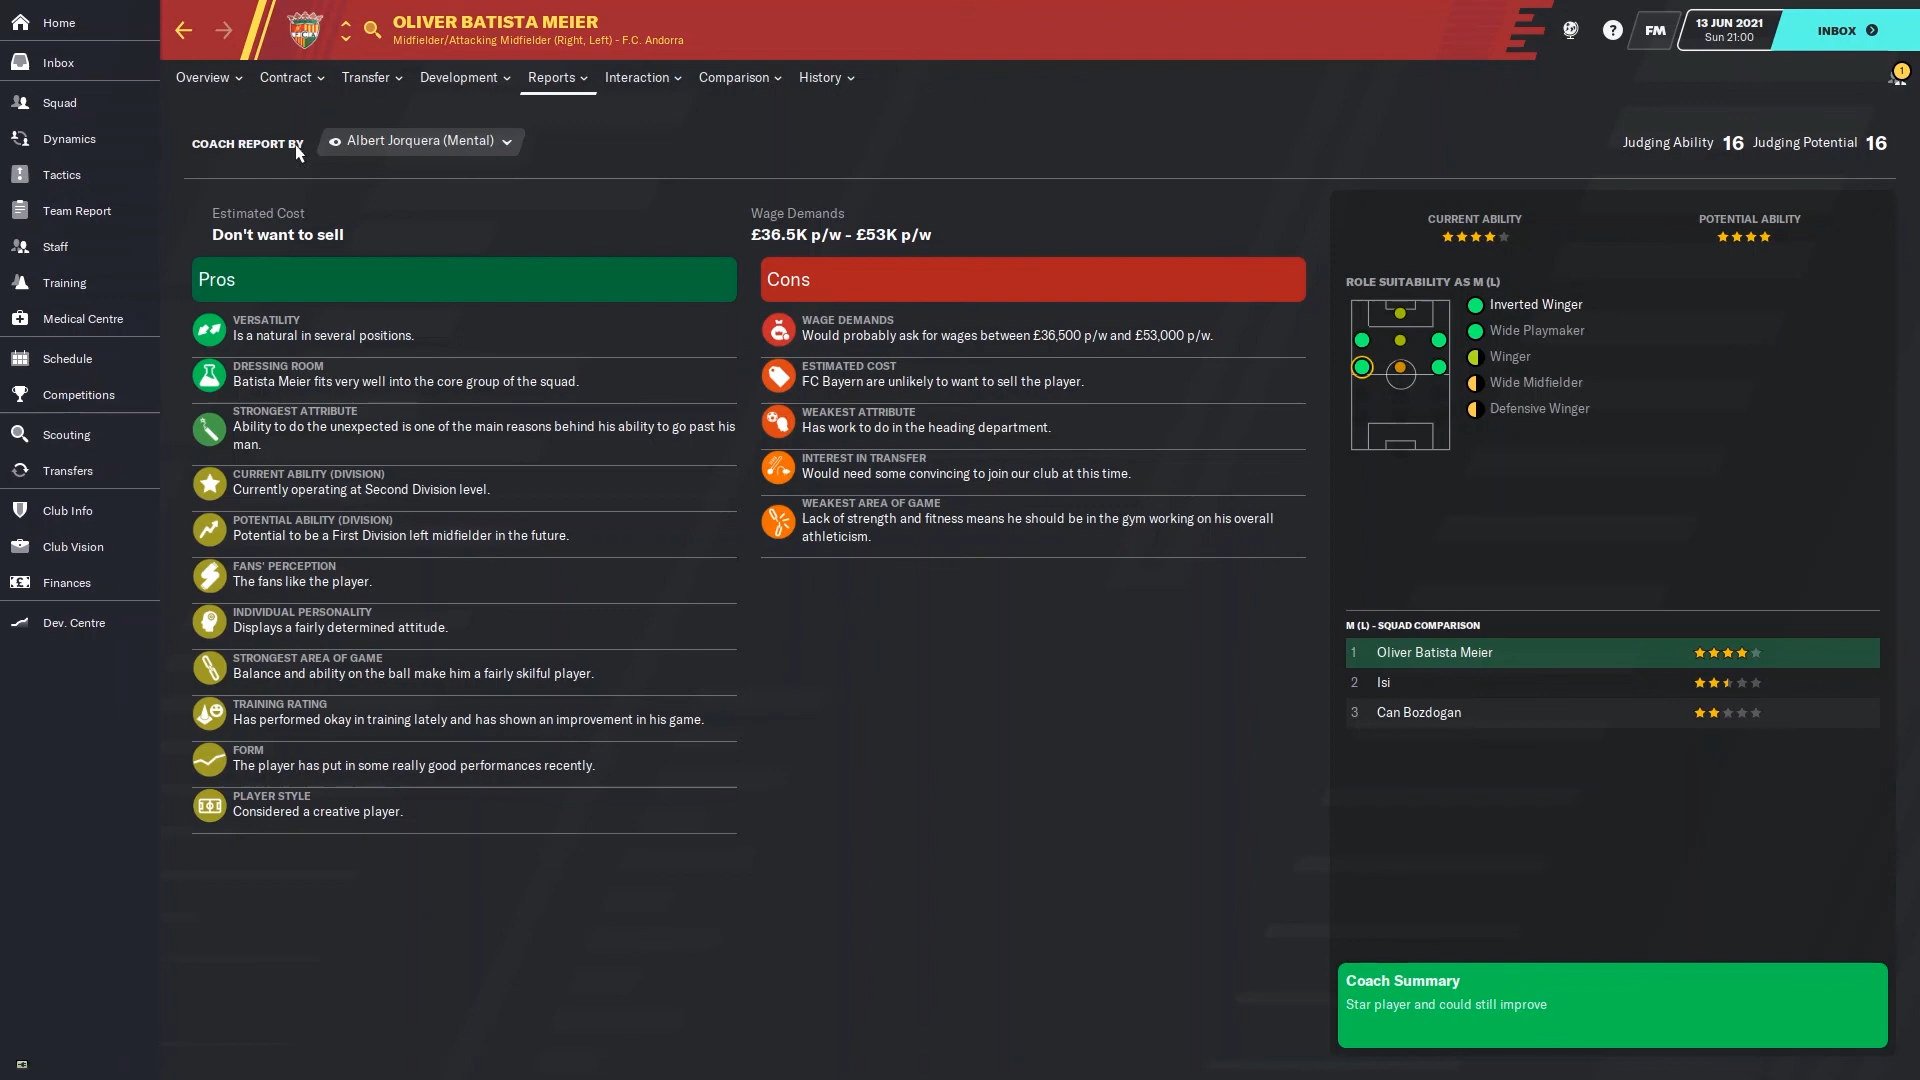 Home
Inbox
Squad
Dynamics
Tactics
Team Report
Staff
Training
Medical Centre
Schedule
Competitions
Scouting
Transfers
Club Info
Club Vision
Finances
Dev. Centre
OLIVER BATISTA MEIER
Midfielder/Attacking Midfielder (Right, Left) - F.C. Andorra
?
FM
13 JUN 2021
Sun 21:00
INBOX
1
Overview
Contract
Transfer
Development
Reports
Interaction
Comparison
History
COACH REPORT BY
Albert Jorquera (Mental)
Judging Ability 16 Judging Potential 16
Estimated Cost
Don't want to sell
Wage Demands
£36.5K p/w - £53K p/w
Pros
VERSATILITY
Is a natural in several positions.
DRESSING ROOM
Batista Meier fits very well into the core group of the squad.
STRONGEST ATTRIBUTE
Ability to do the unexpected is one of the main reasons behind his ability to go past his
man.
CURRENT ABILITY (DIVISION)
Currently operating at Second Division level.
POTENTIAL ABILITY (DIVISION)
Potential to be a First Division left midfielder in the future.
FANS' PERCEPTION
The fans like the player.
INDIVIDUAL PERSONALITY
Displays a fairly determined attitude.
STRONGEST AREA OF GAME
Balance and ability on the ball make him a fairly skilful player.
TRAINING RATING
Has performed okay in training lately and has shown an improvement in his game.
FORM
The player has put in some really good performances recently.
PLAYER STYLE
Considered a creative player.
Cons
WAGE DEMANDS
Would probably ask for wages between £36,500 p/w and £53,000 p/w.
ESTIMATED COST
FC Bayern are unlikely to want to sell the player.
WEAKEST ATTRIBUTE
Has work to do in the heading department.
INTEREST IN TRANSFER
Would need some convincing to join our club at this time.
WEAKEST AREA OF GAME
Lack of strength and fitness means he should be in the gym working on his overall
athleticism.
CURRENT ABILITY
POTENTIAL ABILITY
ROLE SUITABILITY AS M (L)
Inverted Winger
Wide Playmaker
Winger
Wide Midfielder
Defensive Winger
M (L) - SQUAD COMPARISON
1 Oliver Batista Meier
2 Isi
3 Can Bozdogan
Coach Summary
Star player and could still improve